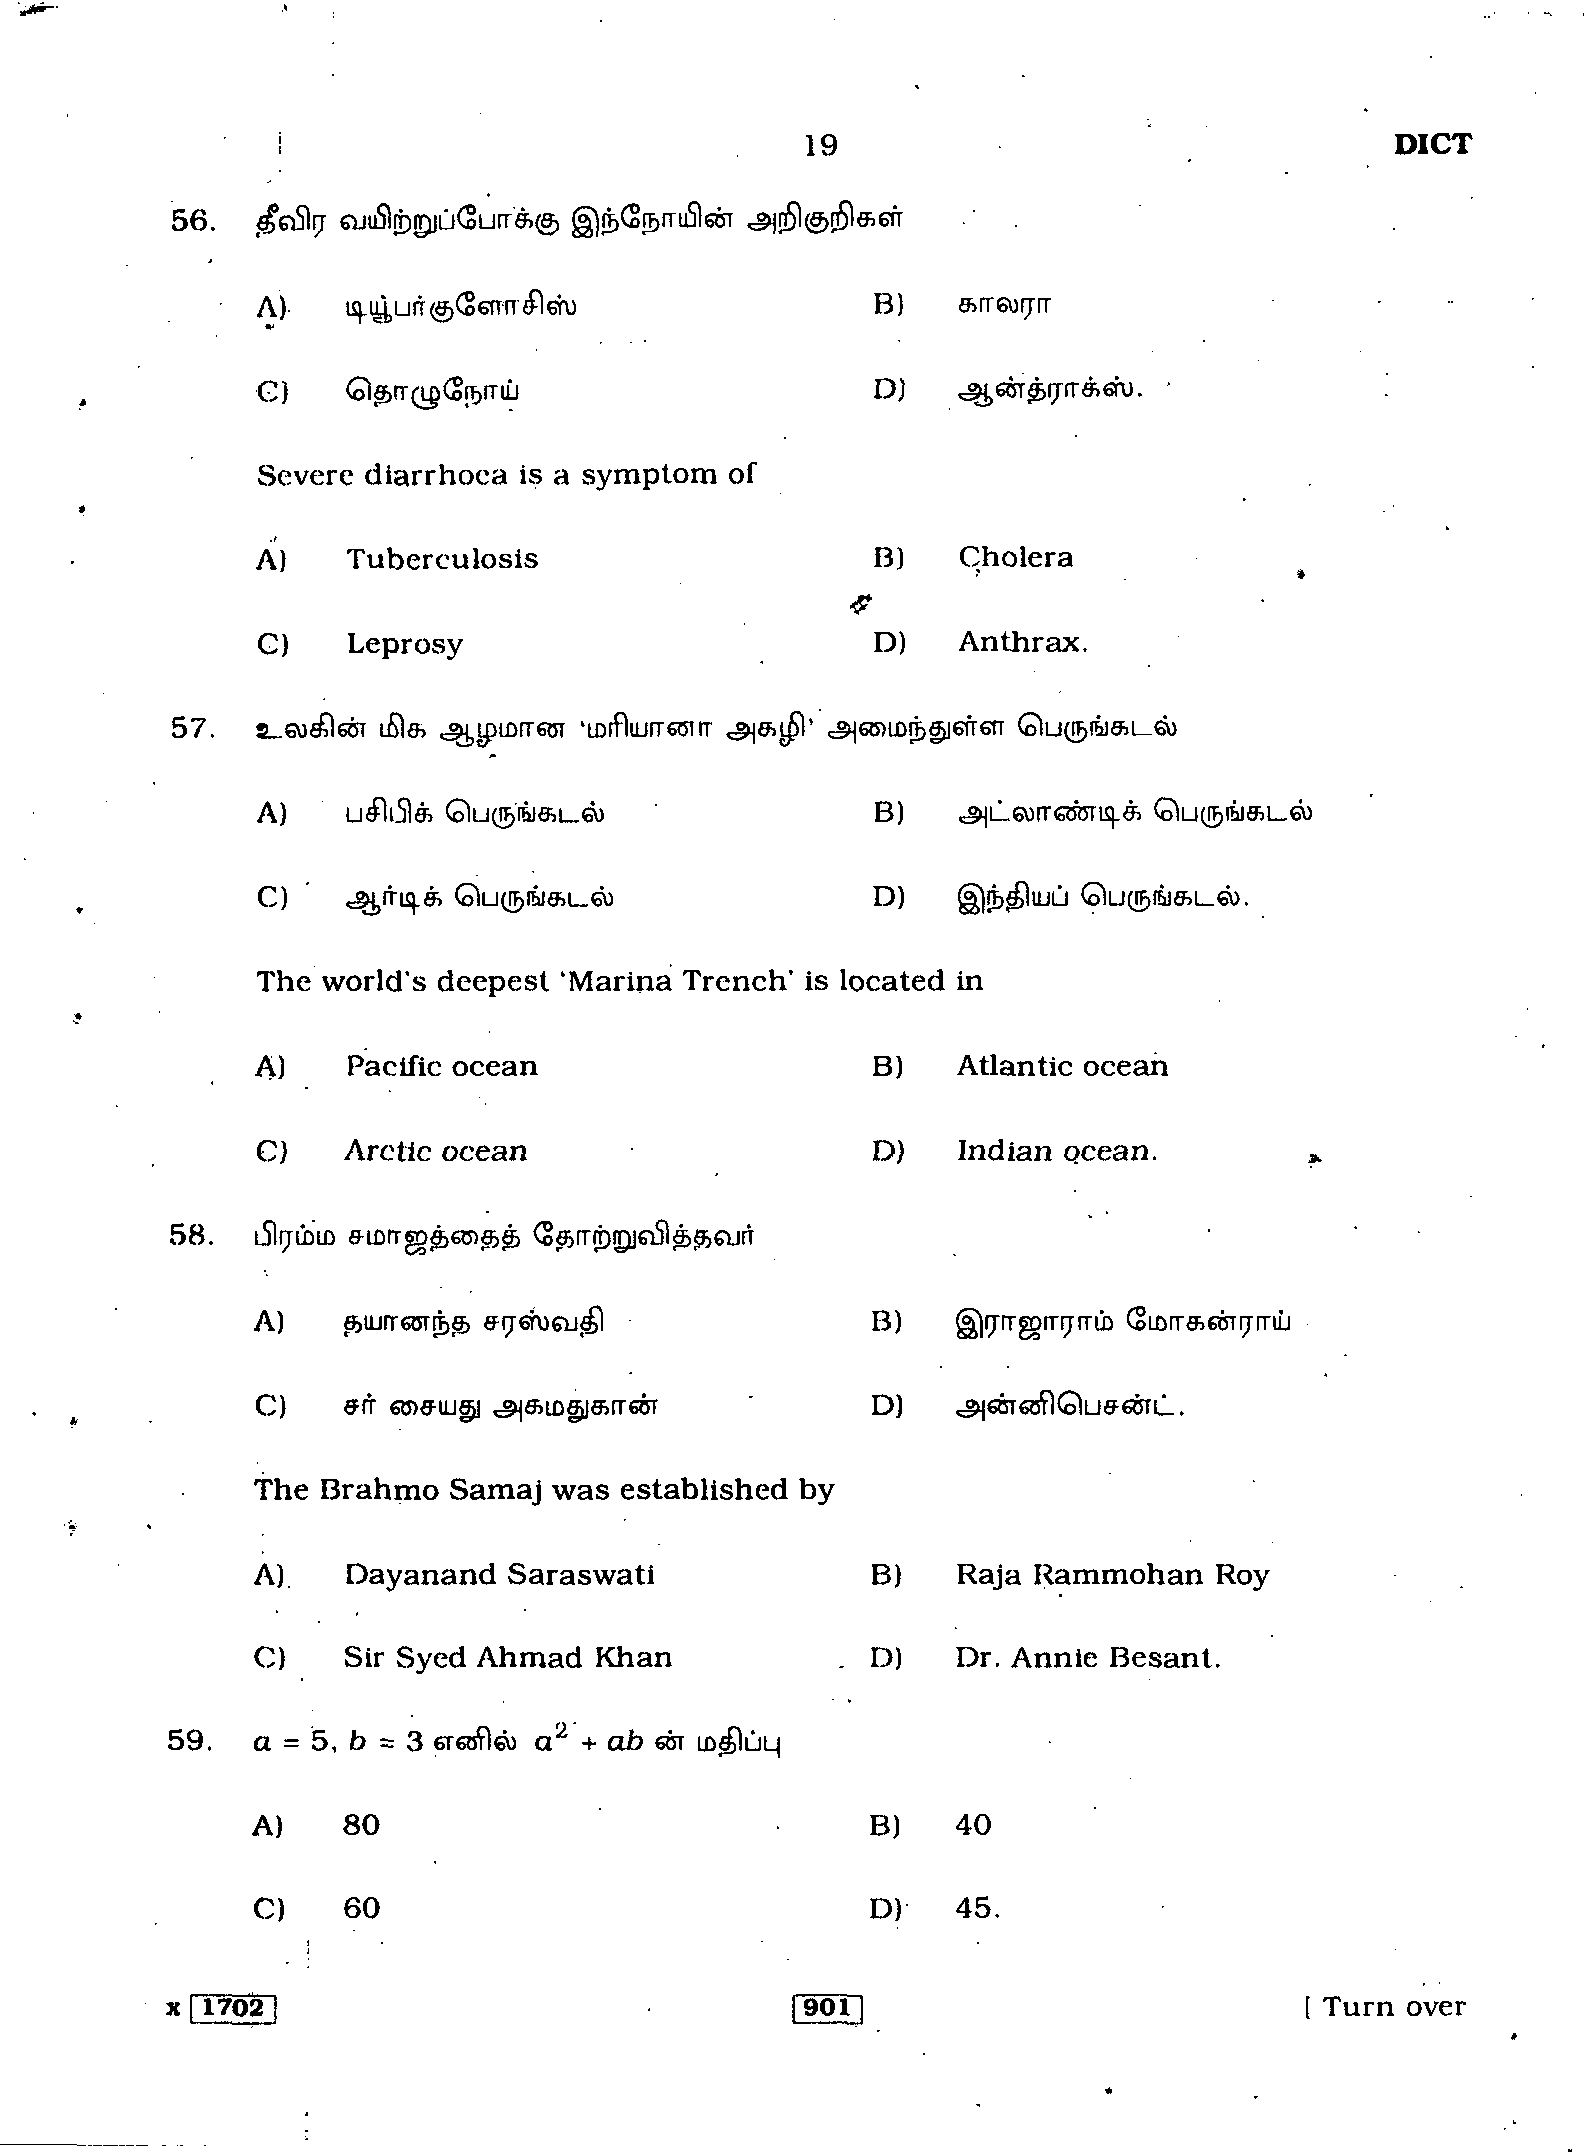 19 DICT
56. தீவிர வயிற்றுப்போக்கு இந்நோயின் அறிகுறிகள்
A) டியூபர்குளோசிஸ் B) காலரா
C) தொழுநோய் D) ஆன்த்ராக்ஸ்.
Severe diarrhoea is a symptom of
A) Tuberculosis B) Cholera
C) Leprosy D) Anthrax.
57. உலகின் மிக ஆழமான ‘மரியானா அகழி’ அமைந்துள்ள பெருங்கடல்
A) பசிபிக் பெருங்கடல் B) அட்லாண்டிக் பெருங்கடல்
C) ஆர்டிக் பெருங்கடல் D) இந்தியப் பெருங்கடல்.
The world's deepest ‘Marina Trench’ is located in
A) Pacific ocean B) Atlantic ocean
C) Arctic ocean D) Indian ocean.
58. பிரம்ம சமாஜத்தைத் தோற்றுவித்தவர்
A) தயானந்த சரஸ்வதி B) இராஜாராம் மோகன்ராய்
C) சர் சையது அகமதுகான் D) அன்னிபெசன்ட்.
The Brahmo Samaj was established by
A) Dayanand Saraswati B) Raja Rammohan Roy
C) Sir Syed Ahmad Khan D) Dr. Annie Besant.
59. a = 5, b = 3 எனில் a² + ab ன் மதிப்பு
A) 80 B) 40
C) 60 D) 45.
x 1702 901 [ Turn over